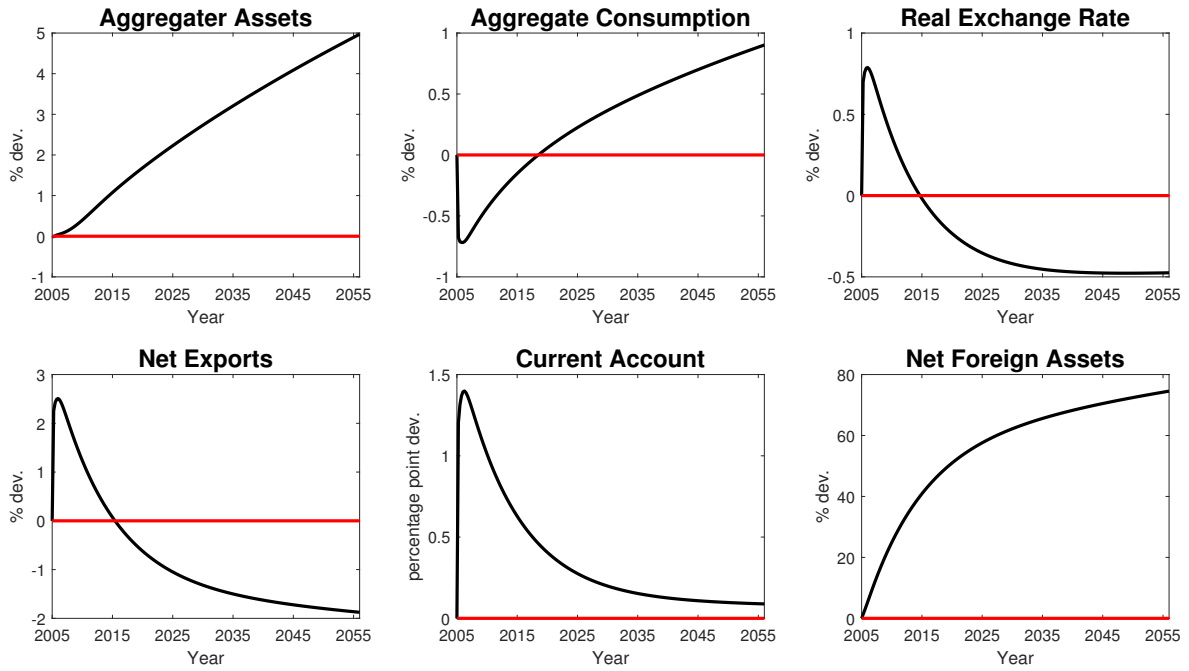 Aggregater Assets
5
4
3
2
1
0
-1
% dev.
2005 2015 2025 2035 2045 2055
Year
Aggregate Consumption
1
0.5
0
-0.5
-1
% dev.
2005 2015 2025 2035 2045 2055
Year
Real Exchange Rate
1
0.5
0
-0.5
% dev.
2005 2015 2025 2035 2045 2055
Year
Net Exports
3
2
1
0
-1
-2
% dev.
2005 2015 2025 2035 2045 2055
Year
Current Account
1.5
1
0.5
0
percentage point dev.
2005 2015 2025 2035 2045 2055
Year
Net Foreign Assets
80
60
40
20
0
% dev.
2005 2015 2025 2035 2045 2055
Year